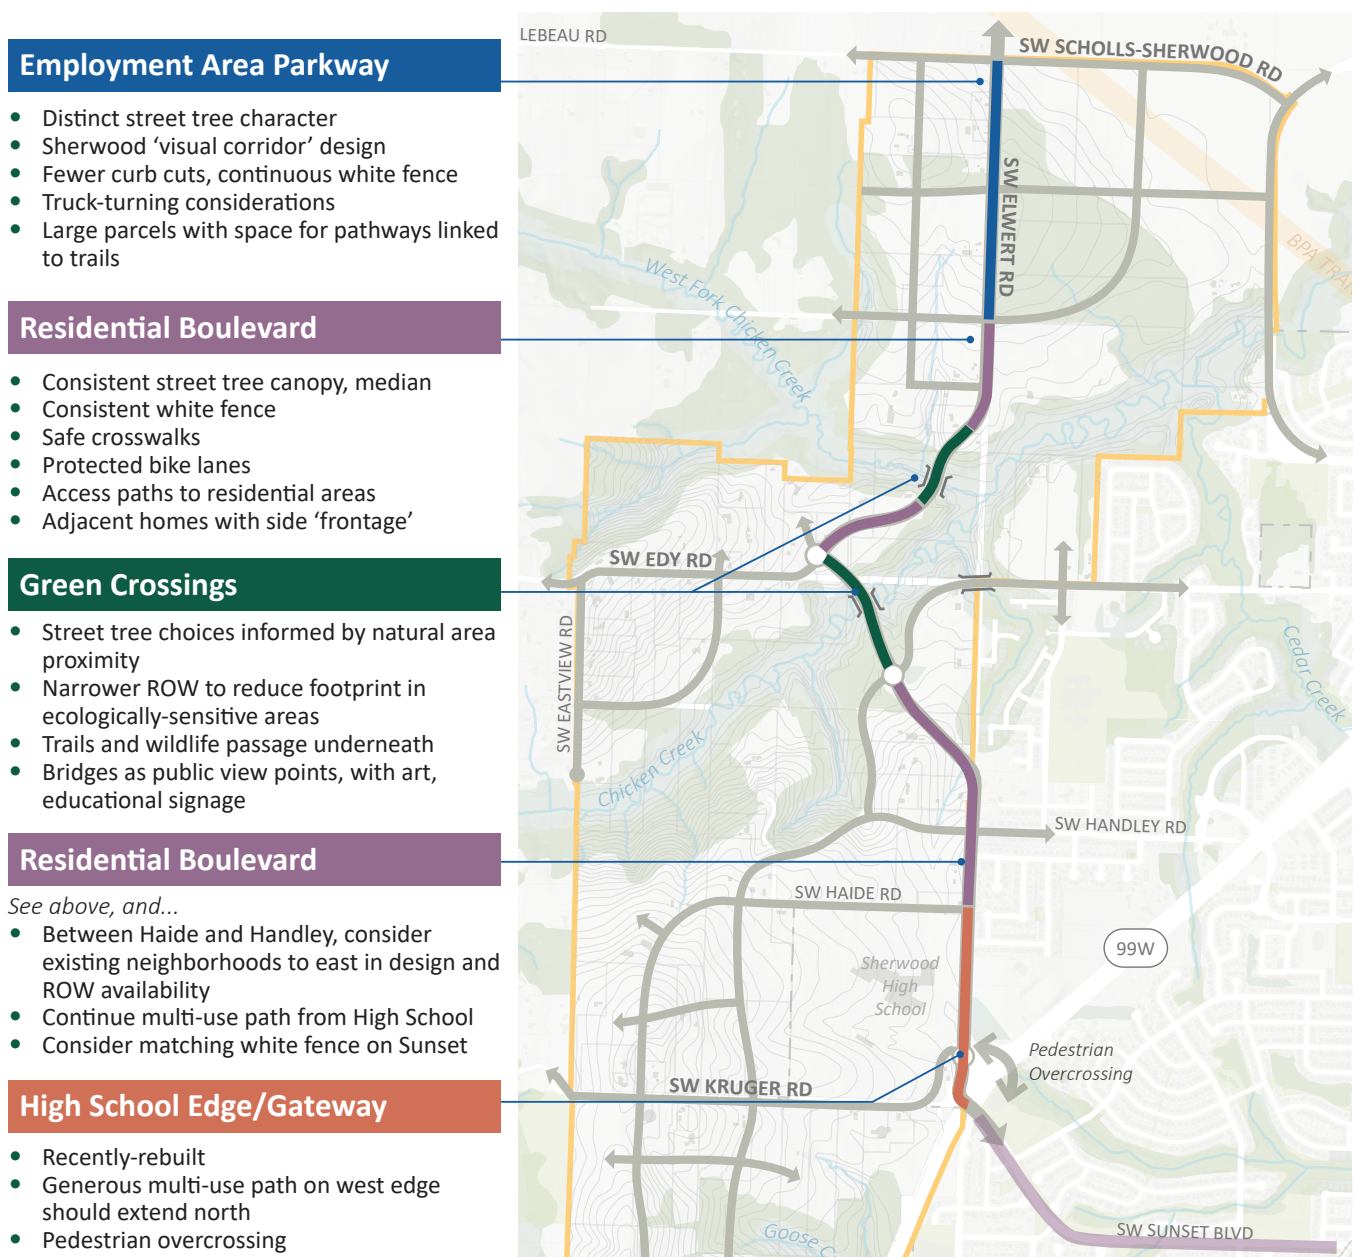 Employment Area Parkway
• Distinct street tree character
• Sherwood ‘visual corridor’ design
• Fewer curb cuts, continuous white fence
• Truck-turning considerations
• Large parcels with space for pathways linked
to trails
Residential Boulevard
• Consistent street tree canopy, median
• Consistent white fence
• Safe crosswalks
• Protected bike lanes
• Access paths to residential areas
• Adjacent homes with side ‘frontage’
Green Crossings
• Street tree choices informed by natural area
proximity
• Narrower ROW to reduce footprint in
ecologically-sensitive areas
• Trails and wildlife passage underneath
• Bridges as public view points, with art,
educational signage
Residential Boulevard
See above, and...
• Between Haide and Handley, consider
existing neighborhoods to east in design and
ROW availability
• Continue multi-use path from High School
• Consider matching white fence on Sunset
High School Edge/Gateway
• Recently-rebuilt
• Generous multi-use path on west edge
should extend north
• Pedestrian overcrossing
LEBEAU RD
SW SCHOLLS-SHERWOOD RD
SW ELWERT RD
BPA TRAN
West Fork Chicken Creek
SW EDY RD
SW EASTVIEW RD
Cedar Creek
Chicken Creek
SW HANDLEY RD
SW HAIDE RD
99W
Sherwood
High
School
Pedestrian
Overcrossing
SW KRUGER RD
Goose C
SW SUNSET BLVD